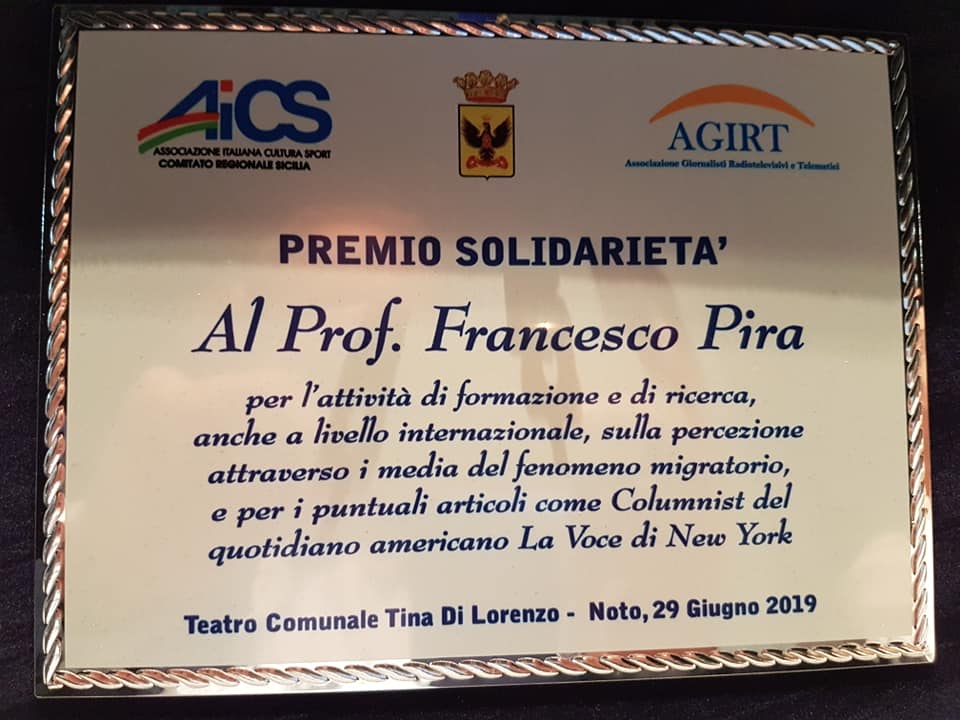 AiCS
ASSOCIAZIONE ITALIANA CULTURA SPORT
COMITATO REGIONALE SICILIA
AGIRT
Associazione Giornalisti Radiotelevisivi e Telematici
PREMIO SOLIDARIETA'
Al Prof. Francesco Pira
per l'attività di formazione e di ricerca,
anche a livello internazionale, sulla percezione
attraverso i media del fenomeno migratorio,
e per i puntuali articoli come Columnist del
quotidiano americano La Voce di New York
Teatro Comunale Tina Di Lorenzo - Noto, 29 Giugno 2019